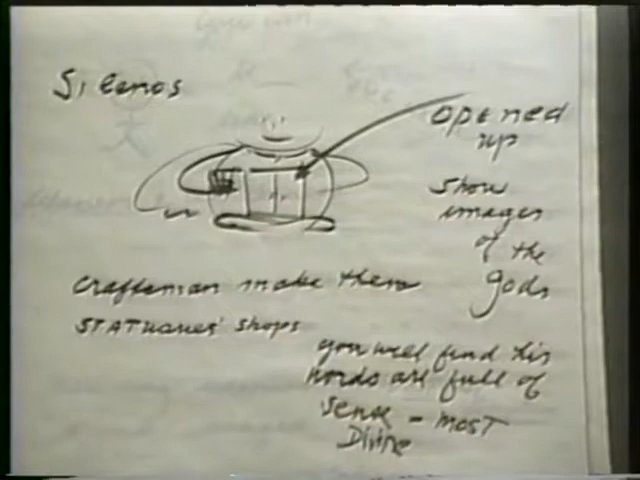 Silenos
OPENED
up
Show
images
of the
gods
Craftsman make them
STATUARIES' Shops
you will find his
words are full of
sense - most
Divine